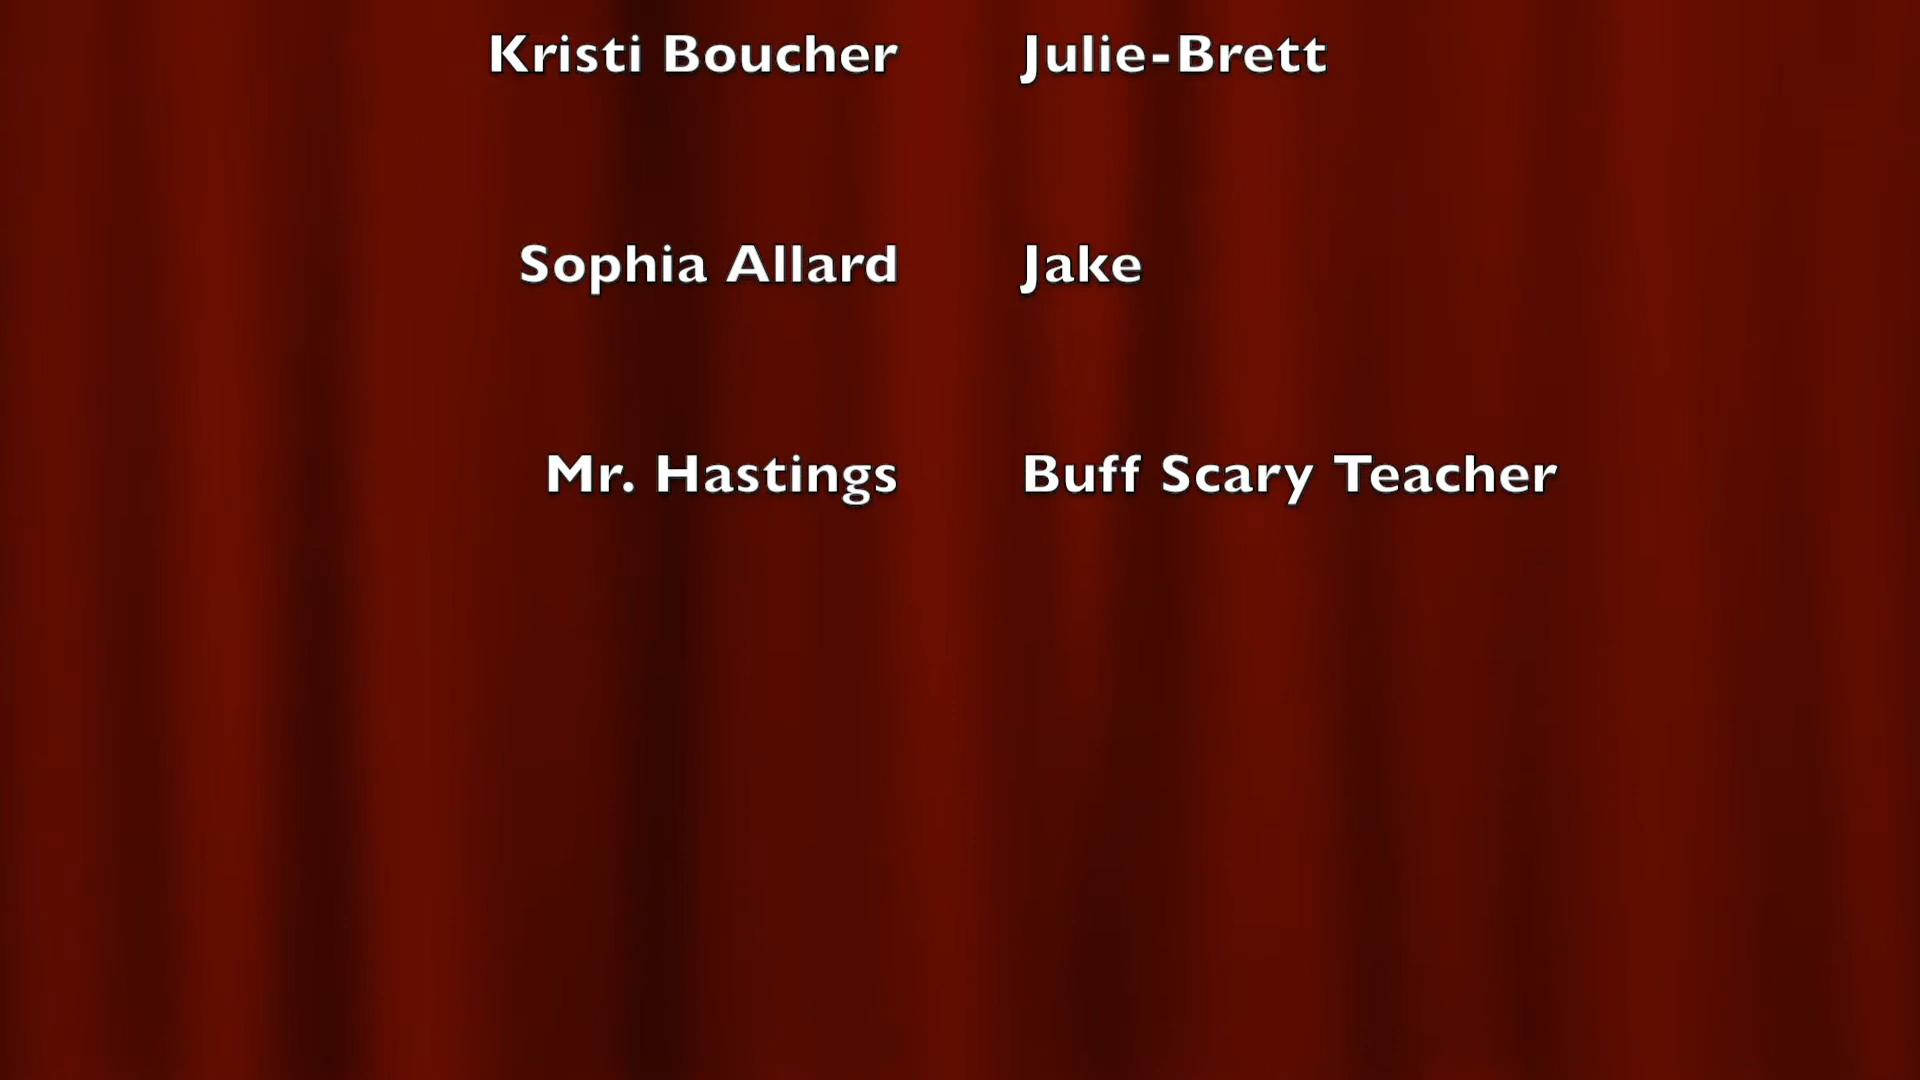 Kristi Boucher Julie-Brett
Sophia Allard Jake
Mr. Hastings Buff Scary Teacher